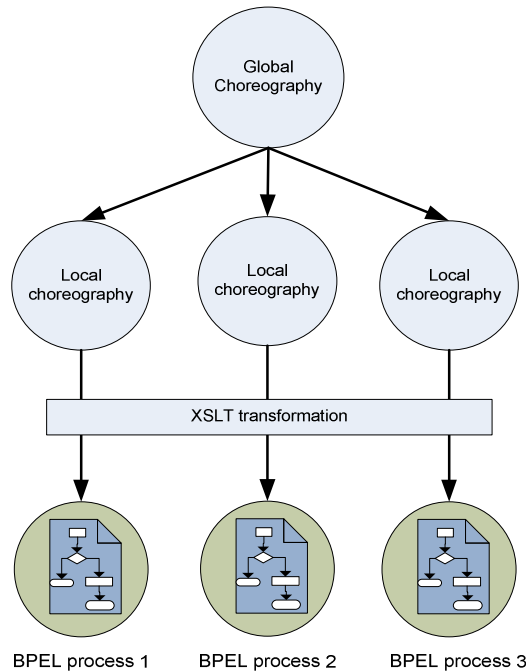 Global
Choreography
Local
choreography
Local
choreography
Local
choreography
XSLT transformation
BPEL process 1
BPEL process 2
BPEL process 3